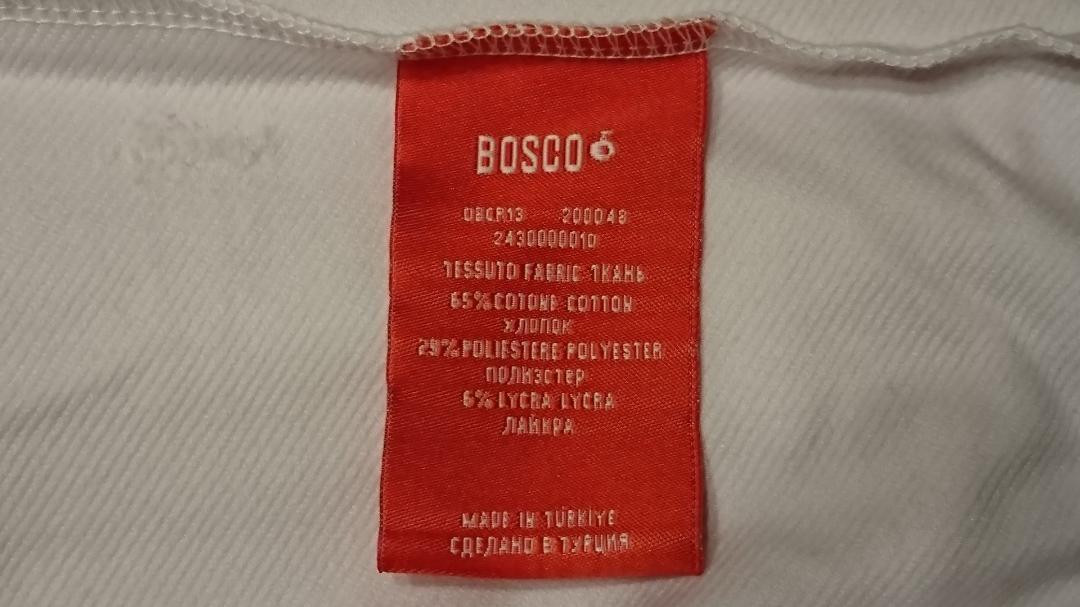 BOSCO
OBCR13 200048
2430000010
TESSUTO FABRIC ТКАНЬ
65% COTONE COTTON
ХЛОПОК
29% POLIESTERE POLYESTER
ПОЛИЭСТЕР
6% LYCRA LYCRA
ЛАЙКРА
MADE IN TÜRKIYE
СДЕЛАНО В ТУРЦИЯ